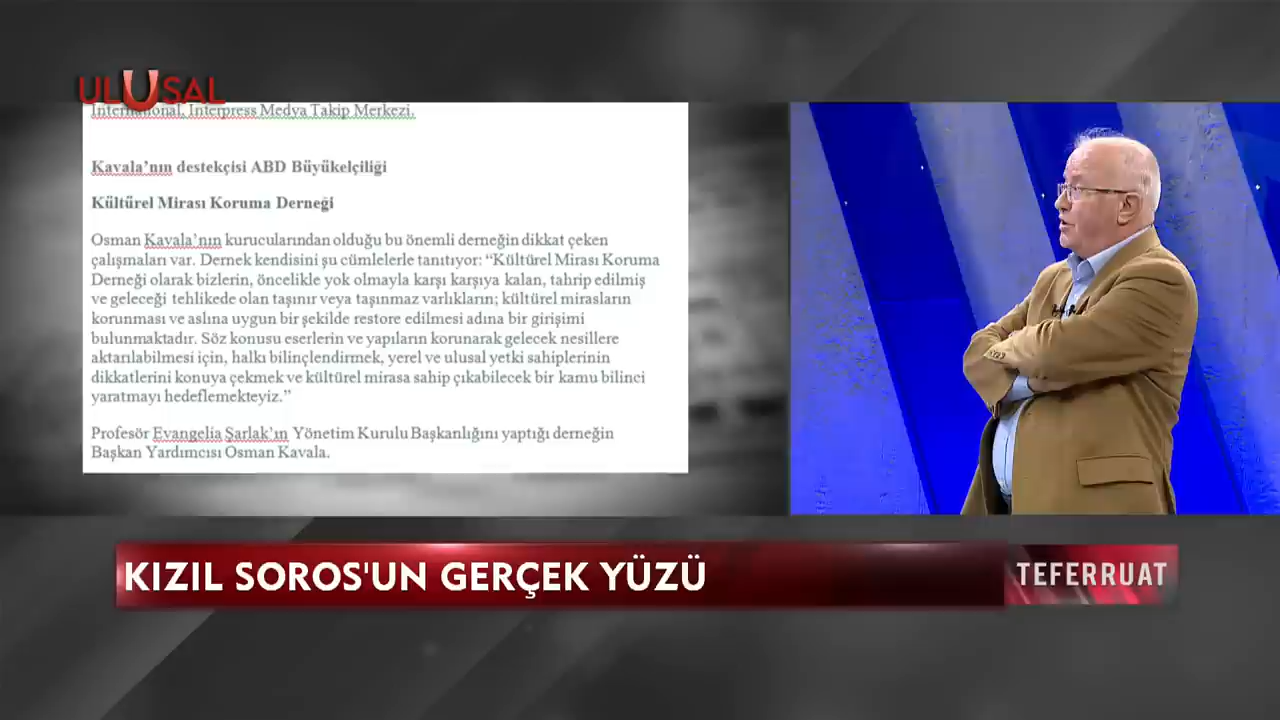 ULUSAL
International, Interpress Medya Takip Merkezi.
Kavala’nın destekçisi ABD Büyükelçiliği
Kültürel Mirası Koruma Derneği
Osman Kavala’nın kurucularından olduğu bu önemli derneğin dikkat çeken
çalışmaları var. Dernek kendisini şu cümlelerle tanıtıyor: “Kültürel Mirası Koruma
Derneği olarak bizlerin, öncelikle yok olmayla karşı karşıya kalan, tahrip edilmiş
ve geleceği tehlikede olan taşınır veya taşınmaz varlıkların; kültürel mirasların
korunması ve aslına uygun bir şekilde restore edilmesi adına bir girişimi
bulunmaktadır. Söz konusu eserlerin ve yapıların korunarak gelecek nesillere
aktarılabilmesi için, halkı bilinçlendirmek, yerel ve ulusal yetki sahiplerinin
dikkatlerini konuya çekmek ve kültürel mirasa sahip çıkabilecek bir kamu bilinci
yaratmayı hedeflemekteyiz.”
Profesör Evangelia Şarlak’ın Yönetim Kurulu Başkanlığını yaptığı derneğin
Başkan Yardımcısı Osman Kavala.
KIZIL SOROS'UN GERÇEK YÜZÜ
TEFERRUAT